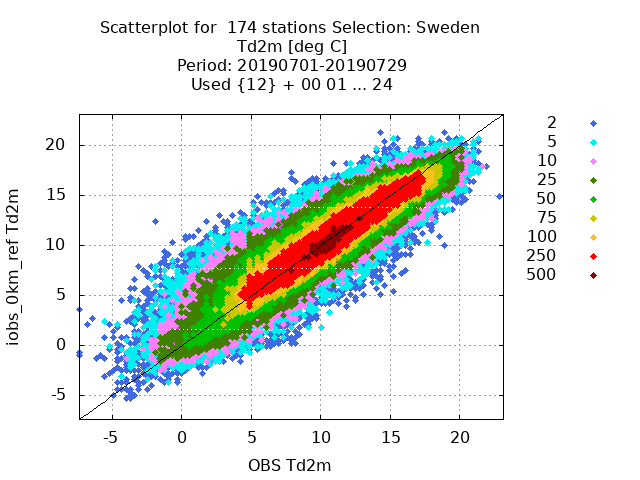 Scatterplot for  174 stations Selection: Sweden
Td2m [deg C]
Period: 20190701-20190729
Used {12} + 00 01 ... 24
2
5
10
25
50
75
100
250
500
iobs_0km_ref Td2m
20
15
10
5
0
-5
-5 0 5 10 15 20
OBS Td2m